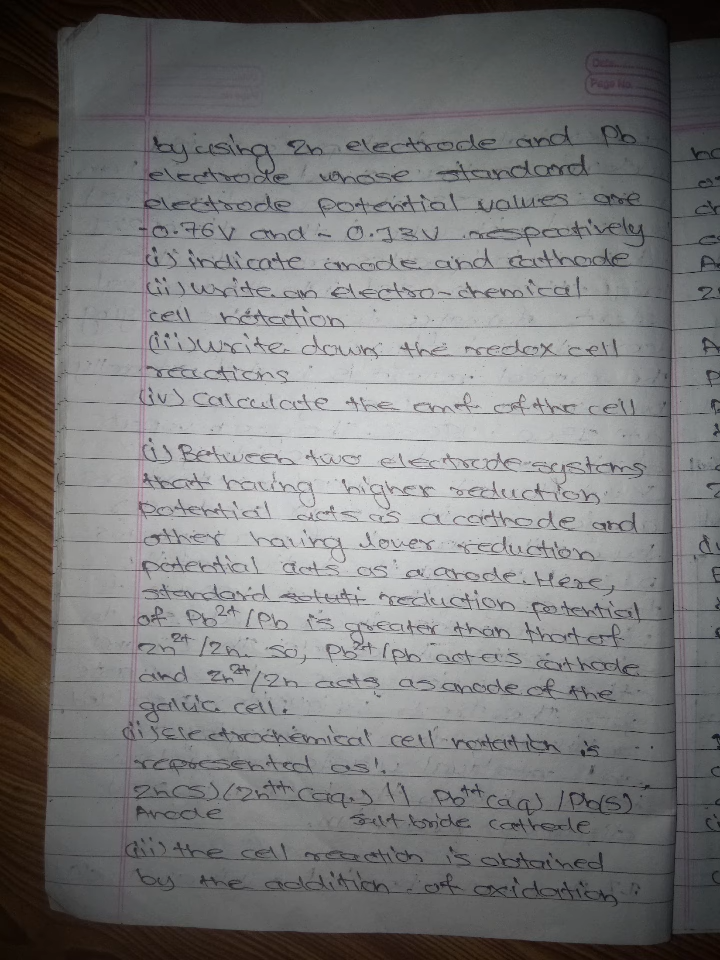 Date
Page No
by using Zn electrode and Pb
electrode whose standard
electrode potential values are
-0.76V and - 0.13V respectively
(i) indicate anode and cathode
(ii) write an electro-chemical
cell notation
(iii) write down the redox cell
reactions
(iv) calculate the emf of the cell
(i) Between two electrode systems
that having higher reduction
potential acts as a cathode and
other having lower reduction
potential acts as a anode. Here,
standard reduction potential
of Pb2+/Pb is greater than that of
Zn2+/Zn. so, Pb2+/Pb act as cathode
and Zn2+/Zn acts as anode of the
galvic cell.
(ii) electrochemical cell notation is
represented as:
Zn(s)/Zn++(aq.) || Pb++(aq)/Pb(s)
Anode salt bride cathode
(iii) the cell reaction is obtained
by the addition of oxidation